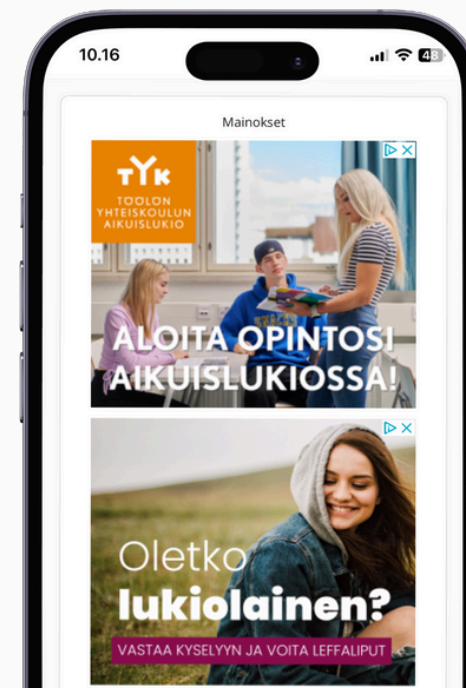 10.16
48
Mainokset
TYK
TÖÖLÖN
YHTEISKOULUN
AIKUISLUKIO
ALOITA OPINTOSI
AIKUISLUKIOSSA!
Oletko
lukiolainen?
VASTAA KYSELYYN JA VOITA LEFFALIPUT